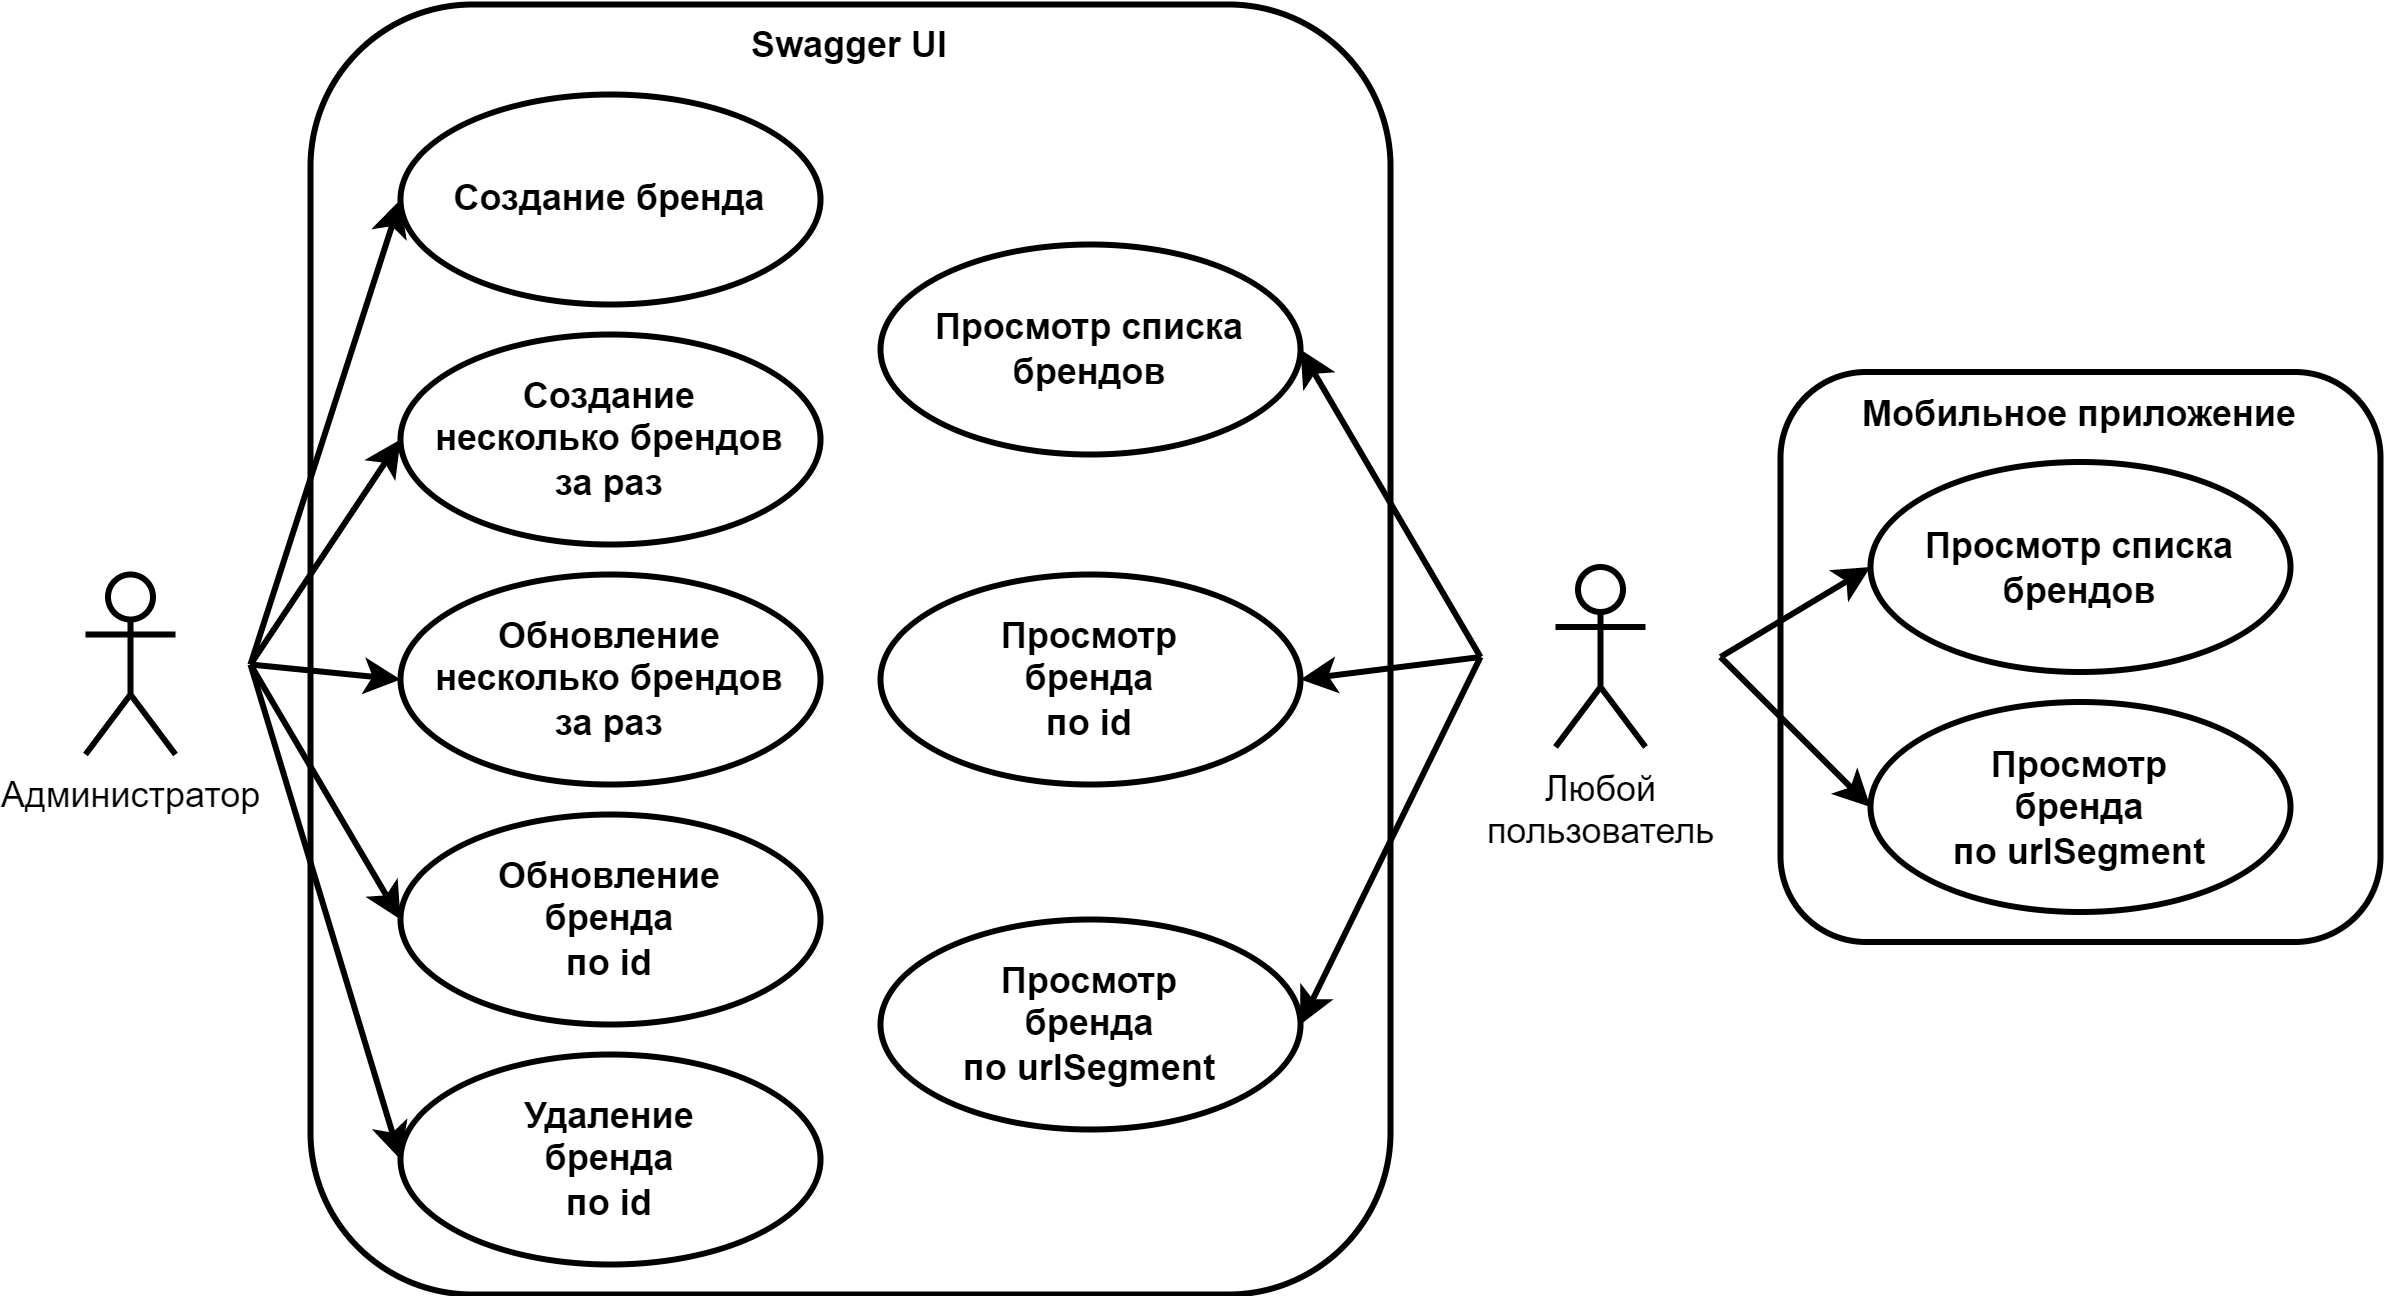 Swagger UI
Создание бренда
Создание
несколько брендов
за раз
Обновление
несколько брендов
за раз
Обновление
бренда
по id
Удаление
бренда
по id
Просмотр списка
брендов
Просмотр
бренда
по id
Просмотр
бренда
по urlSegment
Администратор
Любой
пользователь
Мобильное приложение
Просмотр списка
брендов
Просмотр
бренда
по urlSegment